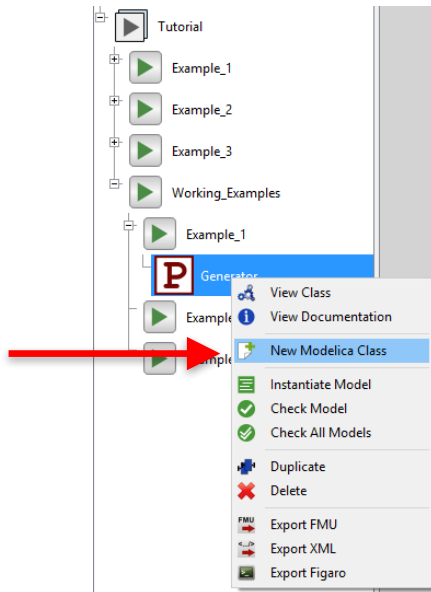 Tutorial
Example_1
Example_2
Example_3
Working_Examples
Example_1
P
Generator
View Class
View Documentation
New Modelica Class
Instantiate Model
Check Model
Check All Models
Duplicate
Delete
FMU
Export FMU
Export XML
Export Figaro